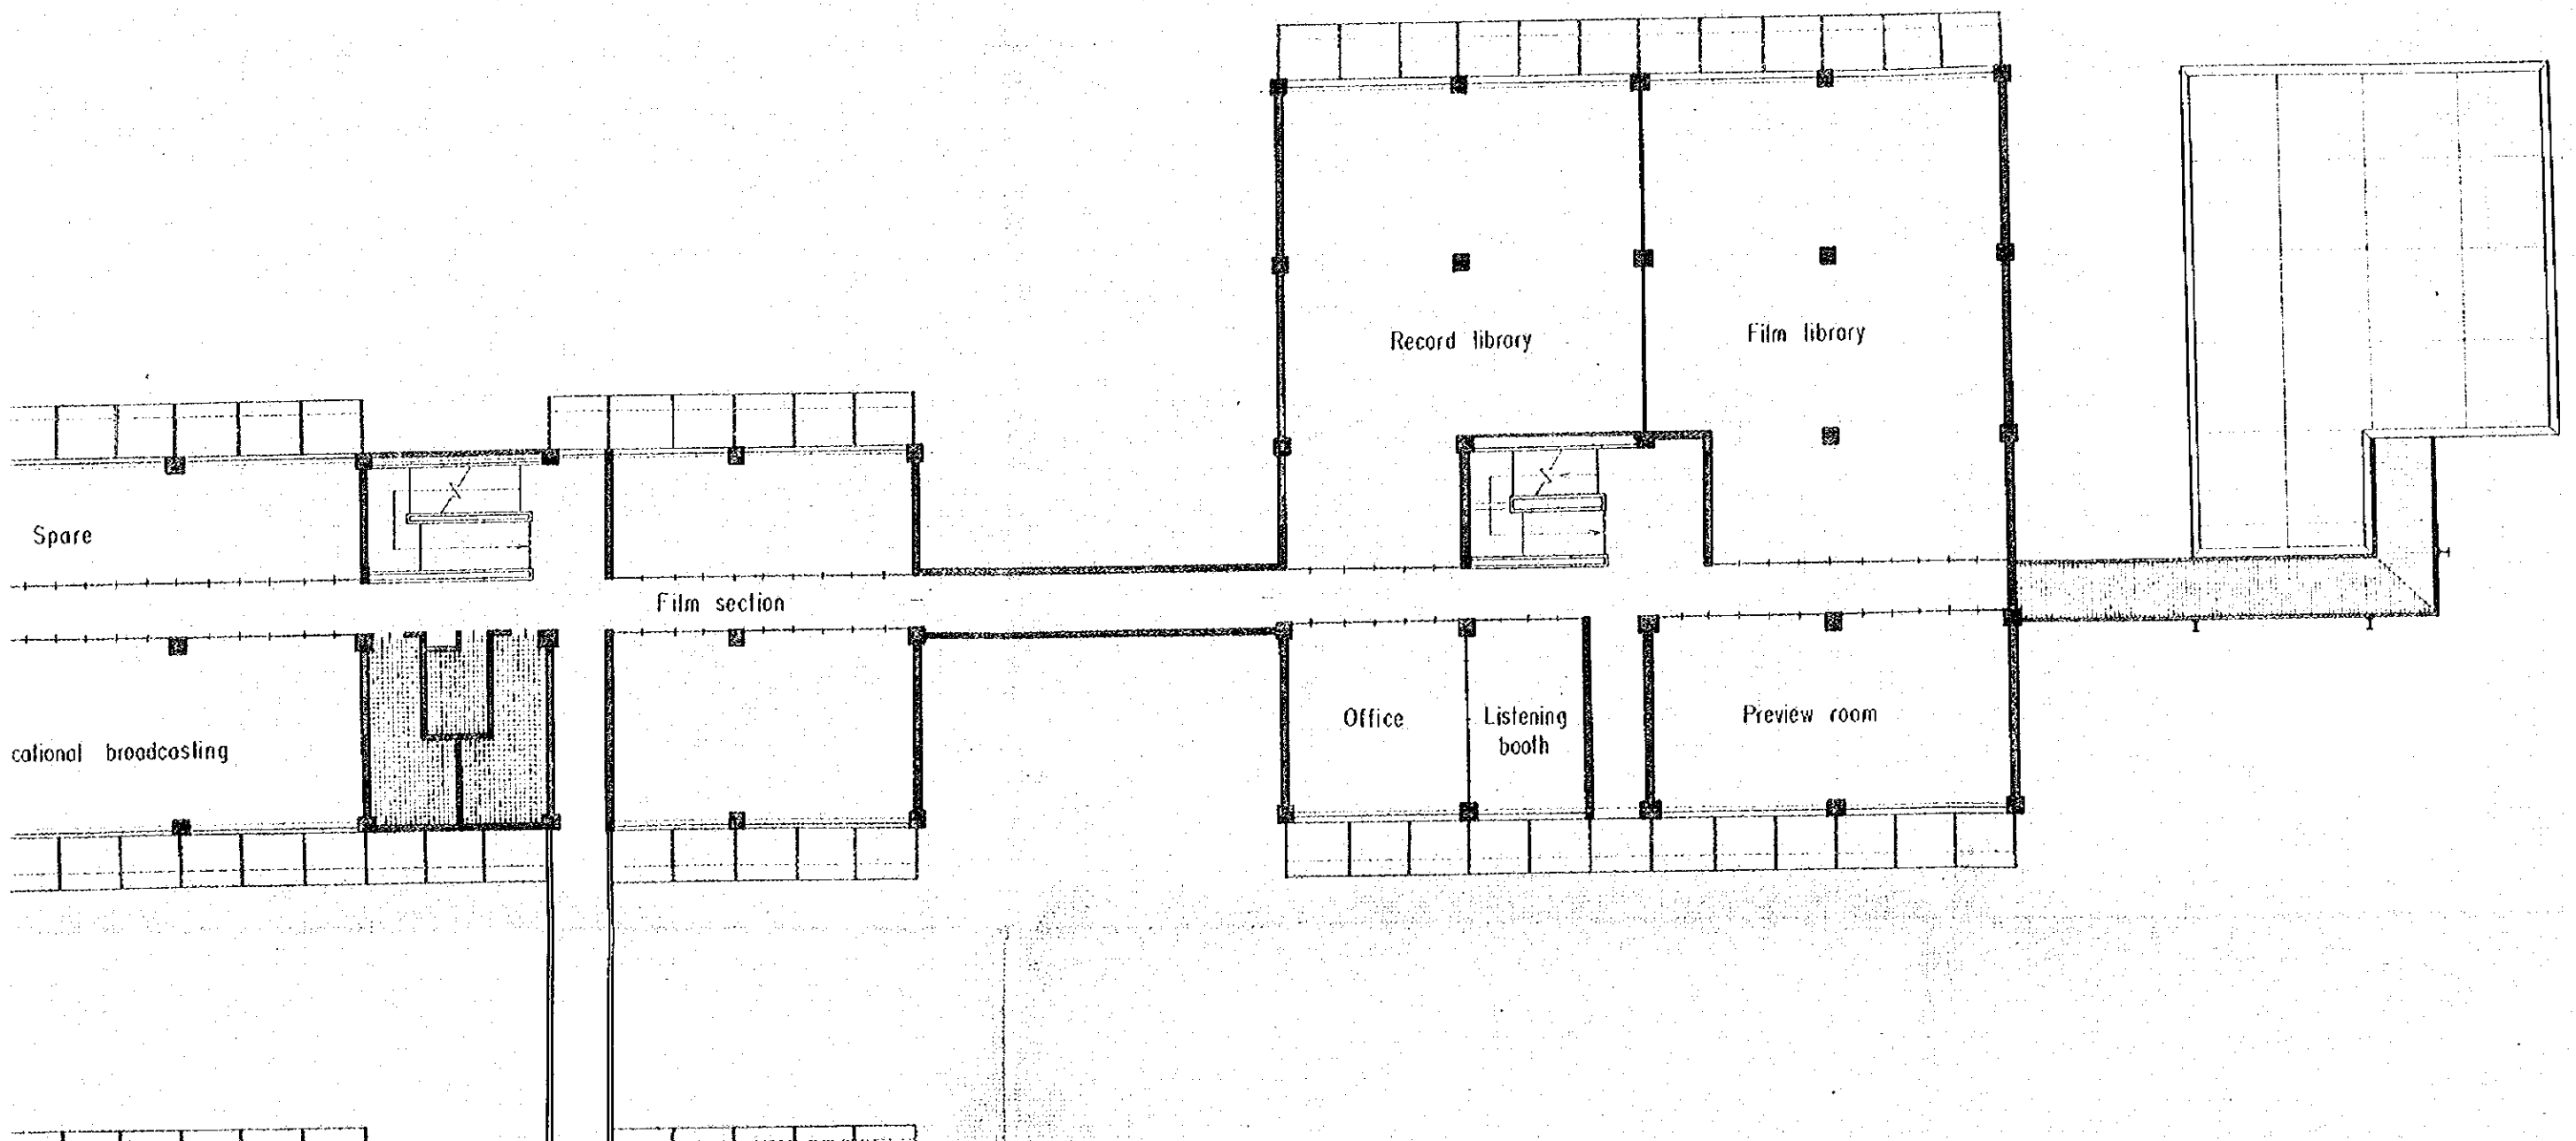 Record library
Film library
Spare
Film section
Office
Listening
booth
Preview room
cational broadcasting